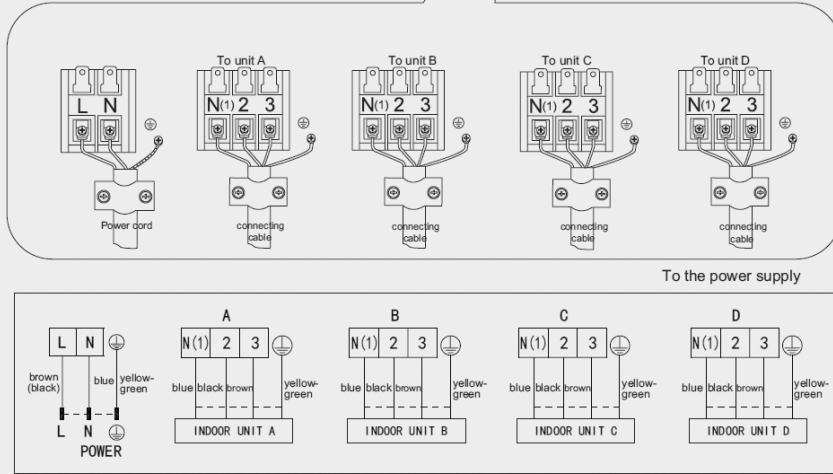 To unit A To unit B To unit C To unit D
L N N(1) 2 3 N(1) 2 3 N(1) 2 3 N(1) 2 3
Power cord connecting cable connecting cable connecting cable connecting cable
To the power supply
A B C D
L N N(1) 2 3 N(1) 2 3 N(1) 2 3 N(1) 2 3
brown (black) blue yellow-green blue black brown yellow-green blue black brown yellow-green blue black brown yellow-green blue black brown yellow-green
L N INDOOR UNIT A INDOOR UNIT B INDOOR UNIT C INDOOR UNIT D
POWER